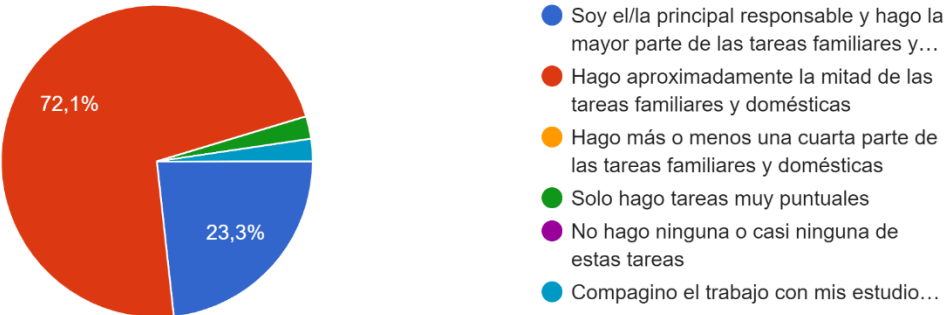 72,1%
23,3%
Soy el/la principal responsable y hago la
mayor parte de las tareas familiares y…
Hago aproximadamente la mitad de las
tareas familiares y domésticas
Hago más o menos una cuarta parte de
las tareas familiares y domésticas
Solo hago tareas muy puntuales
No hago ninguna o casi ninguna de
estas tareas
Compagino el trabajo con mis estudio…